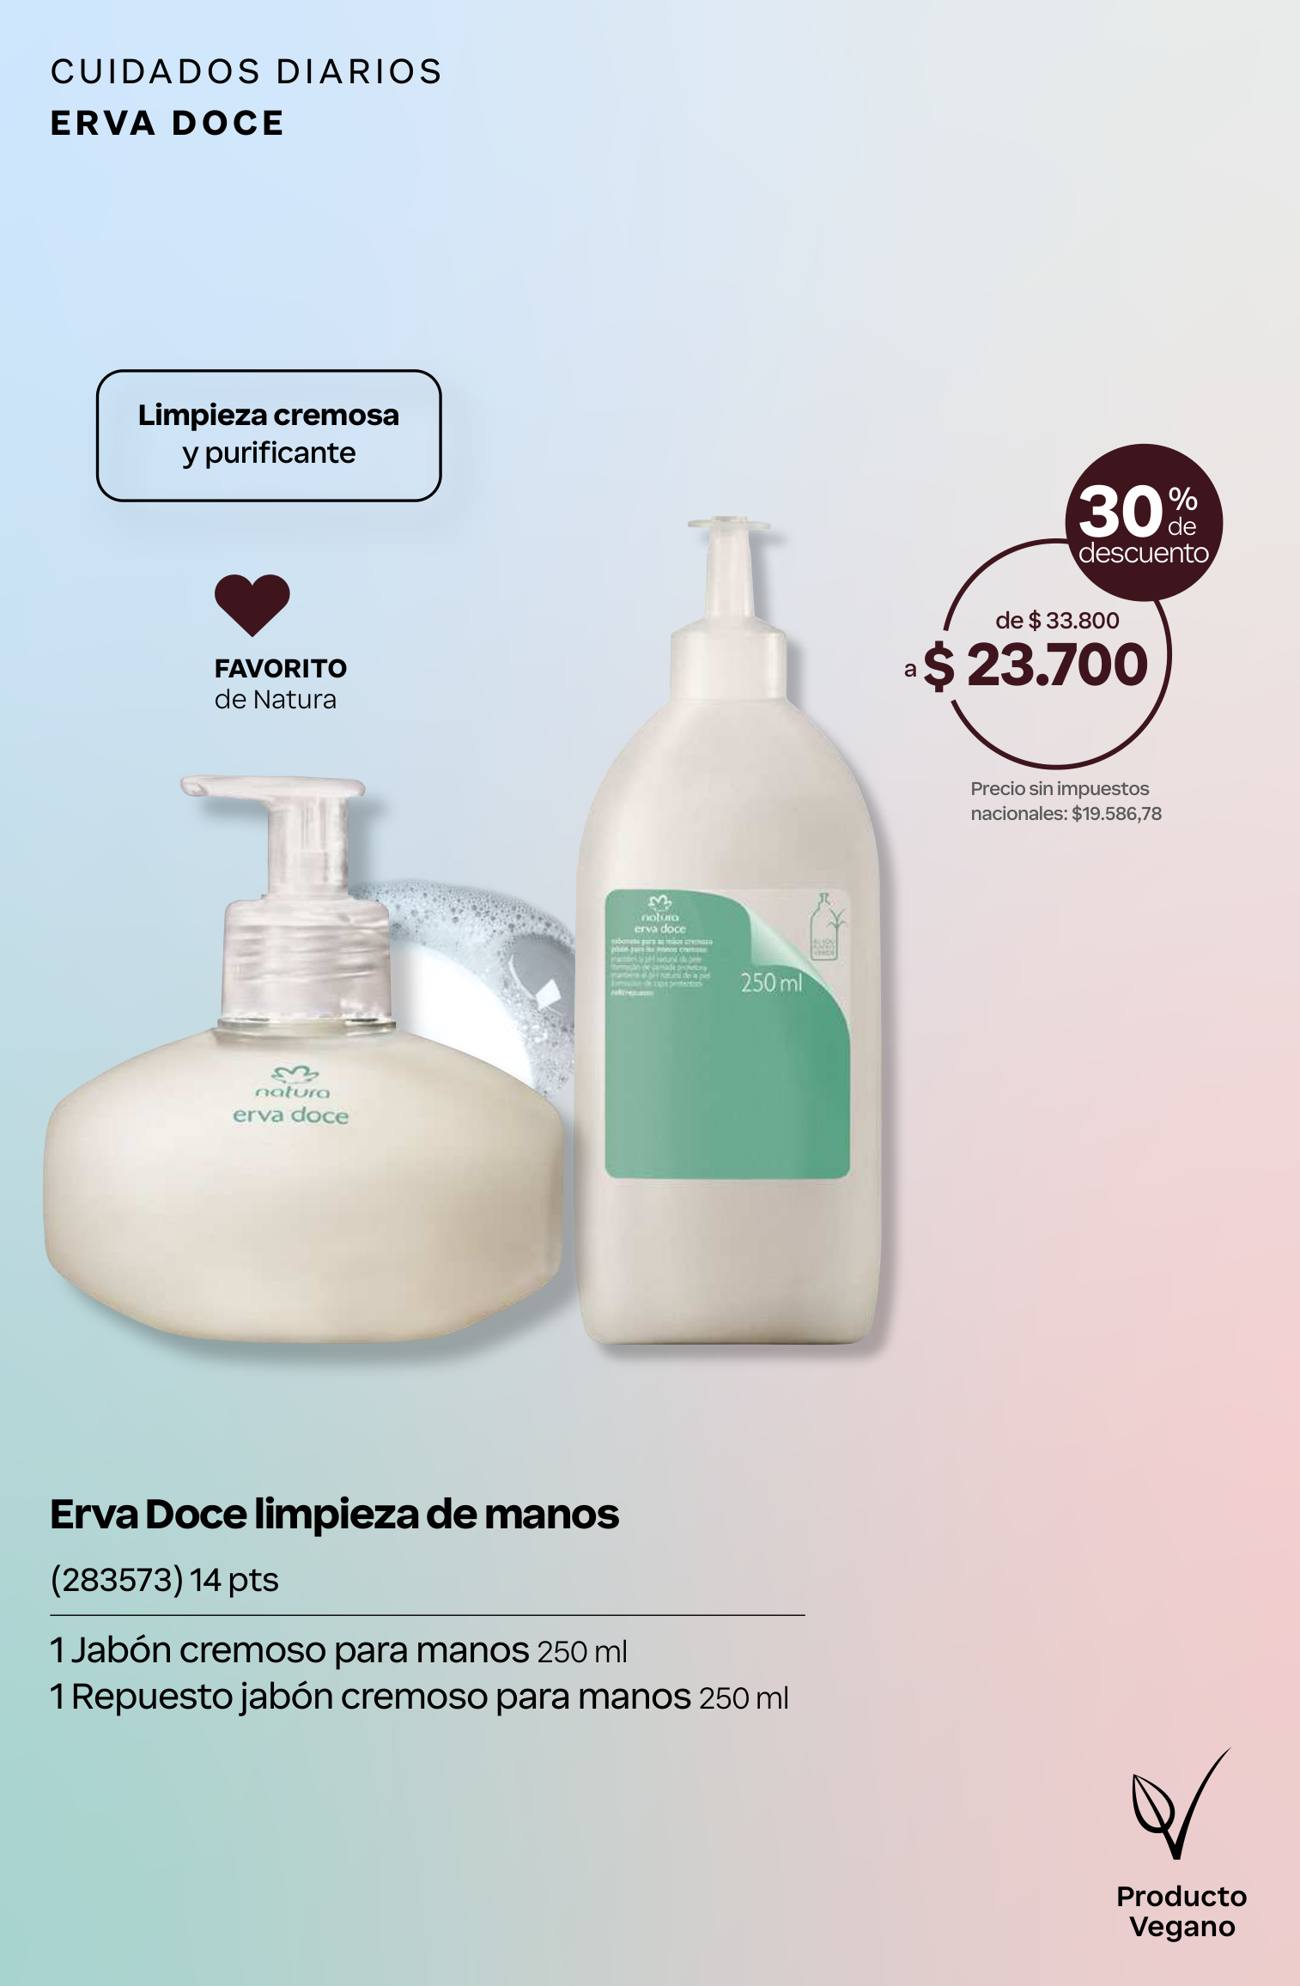 CUIDADOS DIARIOS
ERVA DOCE
Limpieza cremosa
y purificante
FAVORITO
de Natura
30%
de
descuento
de $ 33.800
a $ 23.700
Precio sin impuestos
nacionales: $19.586,78
natura
erva doce
250 ml
natura
erva doce
Erva Doce limpieza de manos
(283573) 14 pts
1 Jabón cremoso para manos 250 ml
1 Repuesto jabón cremoso para manos 250 ml
Producto
Vegano